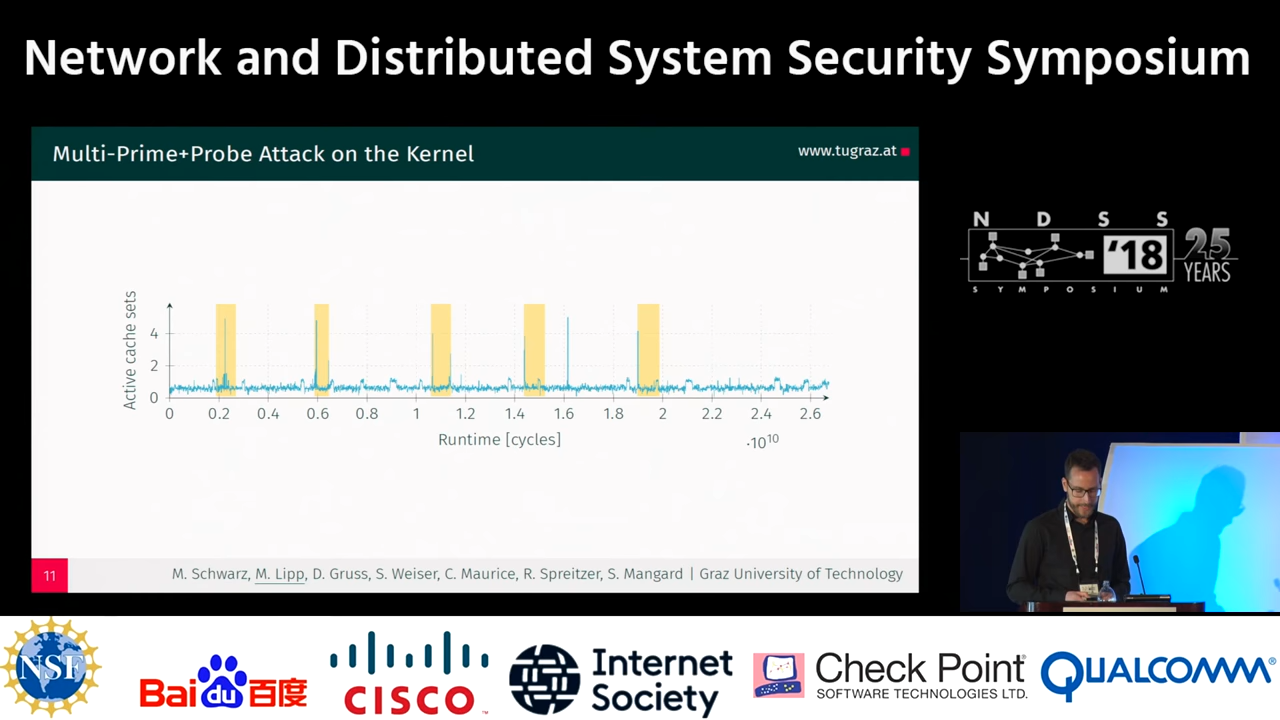 Network and Distributed System Security Symposium
Multi-Prime+Probe Attack on the Kernel
www.tugraz.at
Active cache sets
4
2
0
0 0.2 0.4 0.6 0.8 1 1.2 1.4 1.6 1.8 2 2.2 2.4 2.6
Runtime [cycles]
·10¹⁰
11
M. Schwarz, M. Lipp, D. Gruss, S. Weiser, C. Maurice, R. Spreitzer, S. Mangard | Graz University of Technology
N D S S
'18
25
YEARS
S Y M P O S I U M
NSF
Bai du 百度
CISCO™
Internet
Society
Check Point®
SOFTWARE TECHNOLOGIES LTD.
QUALCOMM®